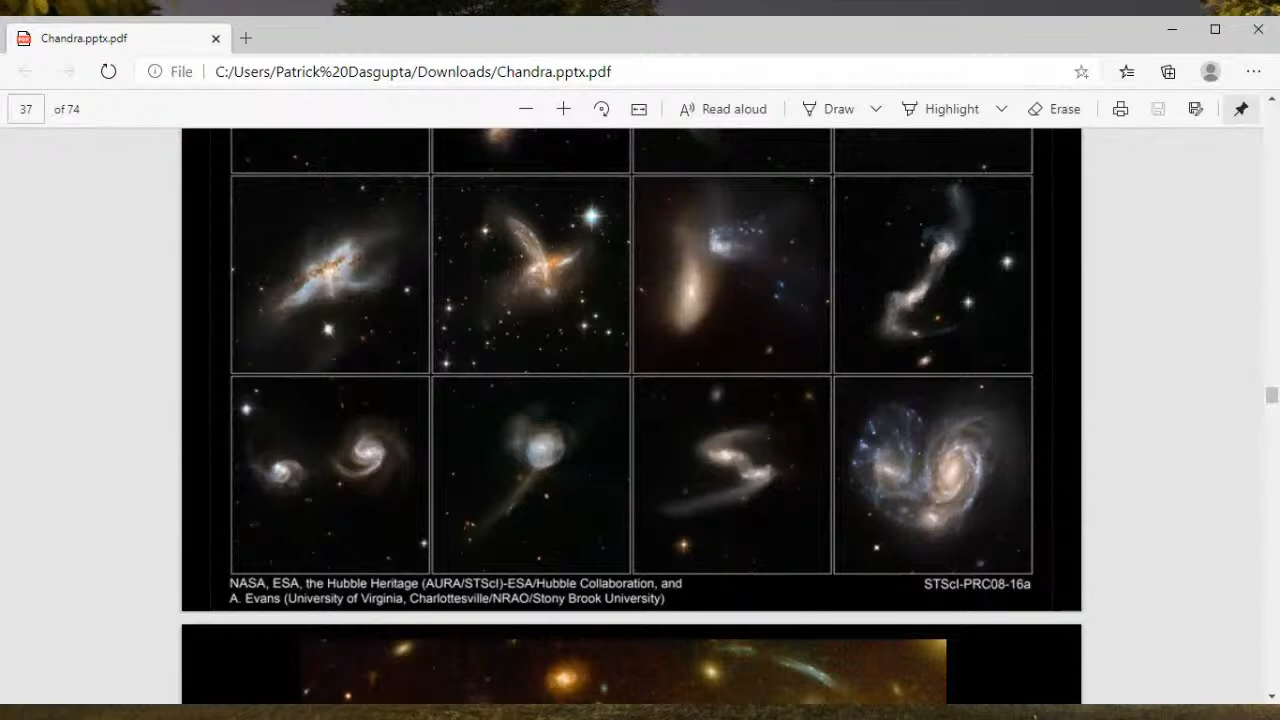 Chandra.pptx.pdf
File
C:/Users/Patrick%20Dasgupta/Downloads/Chandra.pptx.pdf
37 of 74
Read aloud
Draw
Highlight
Erase
NASA, ESA, the Hubble Heritage (AURA/STScI)-ESA/Hubble Collaboration, and
A. Evans (University of Virginia, Charlottesville/NRAO/Stony Brook University)
STScI-PRC08-16a